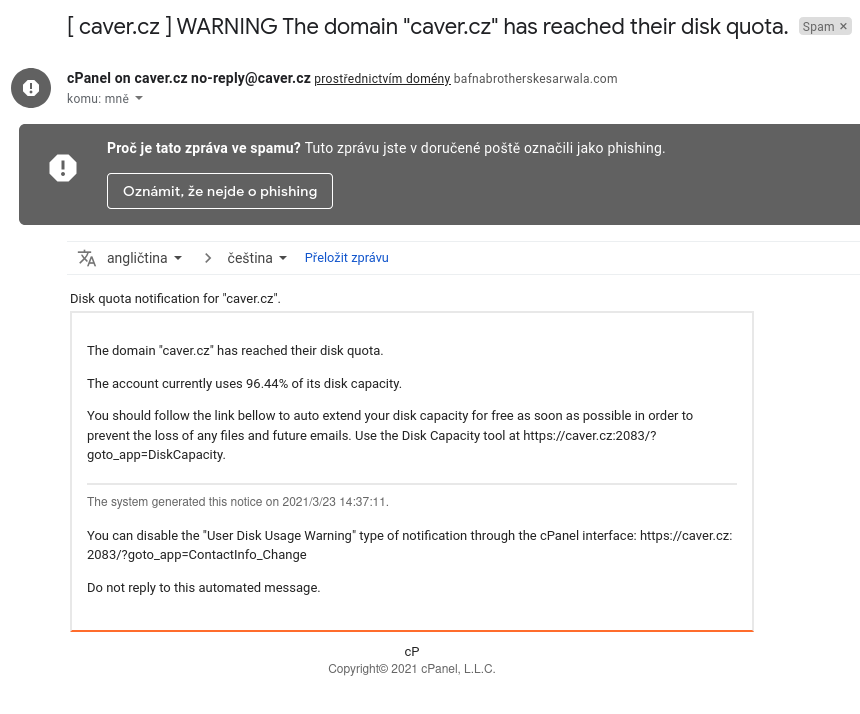 [ caver.cz ] WARNING The domain "caver.cz" has reached their disk quota. Spam ×
cPanel on caver.cz no-reply@caver.cz prostřednictvím domény bafnabrotherskesarwala.com
komu: mně
Proč je tato zpráva ve spamu? Tuto zprávu jste v doručené poště označili jako phishing.
Oznámit, že nejde o phishing
angličtina > čeština Přeložit zprávu
Disk quota notification for "caver.cz".
The domain "caver.cz" has reached their disk quota.
The account currently uses 96.44% of its disk capacity.
You should follow the link bellow to auto extend your disk capacity for free as soon as possible in order to
prevent the loss of any files and future emails. Use the Disk Capacity tool at https://caver.cz:2083/?
goto_app=DiskCapacity.
The system generated this notice on 2021/3/23 14:37:11.
You can disable the "User Disk Usage Warning" type of notification through the cPanel interface: https://caver.cz:
2083/?goto_app=ContactInfo_Change
Do not reply to this automated message.
cP
Copyright© 2021 cPanel, L.L.C.